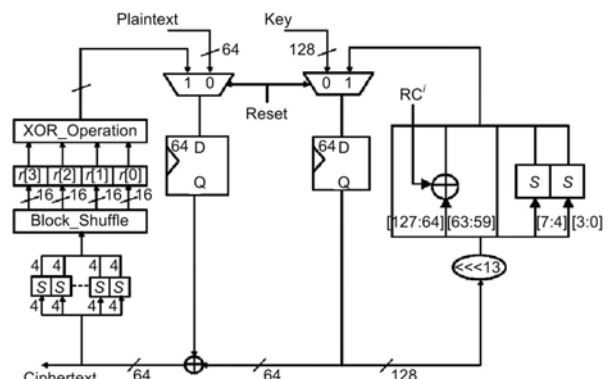 Plaintext
Key
64
128
1 0
0 1
Reset
RC^i
XOR_Operation
64 D
Q
64 D
Q
r[3] r[2] r[1] r[0]
16 16 16 16
Block_Shuffle
S S
[127:64] [63:59] [7:4] [3:0]
<<<13
4 4 4 4
S S S S
4 4 4 4
Ciphertext
64
64
128